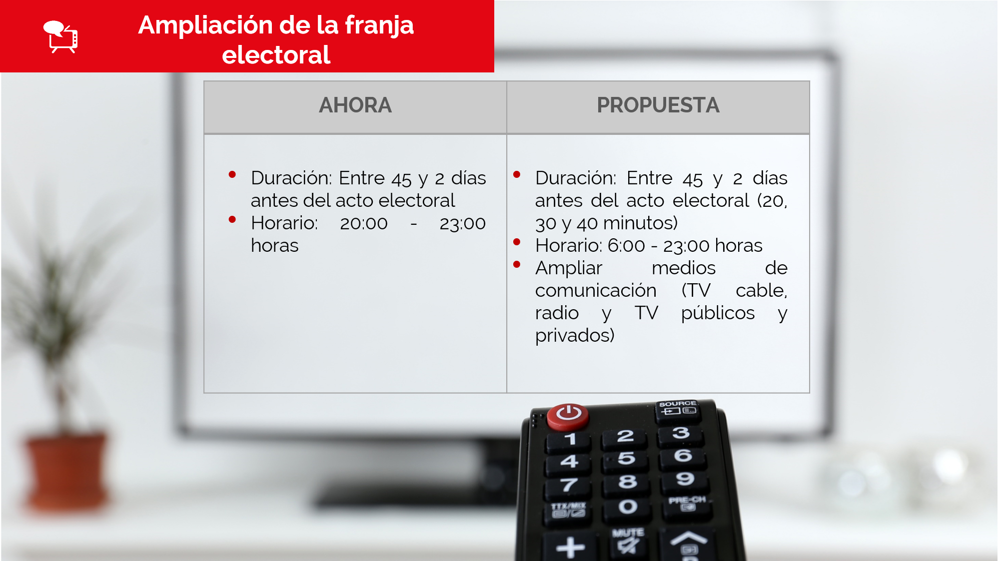 Ampliación de la franja
electoral
AHORA
PROPUESTA
• Duración: Entre 45 y 2 días
antes del acto electoral
• Horario: 20:00 - 23:00
horas
• Duración: Entre 45 y 2 días
antes del acto electoral (20,
30 y 40 minutos)
• Horario: 6:00 - 23:00 horas
• Ampliar medios de
comunicación (TV cable,
radio y TV públicos y
privados)
SOURCE
1 2 3
4 5 6
7 8 9
TTX/MIX 0 PRE-CH
MUTE
+